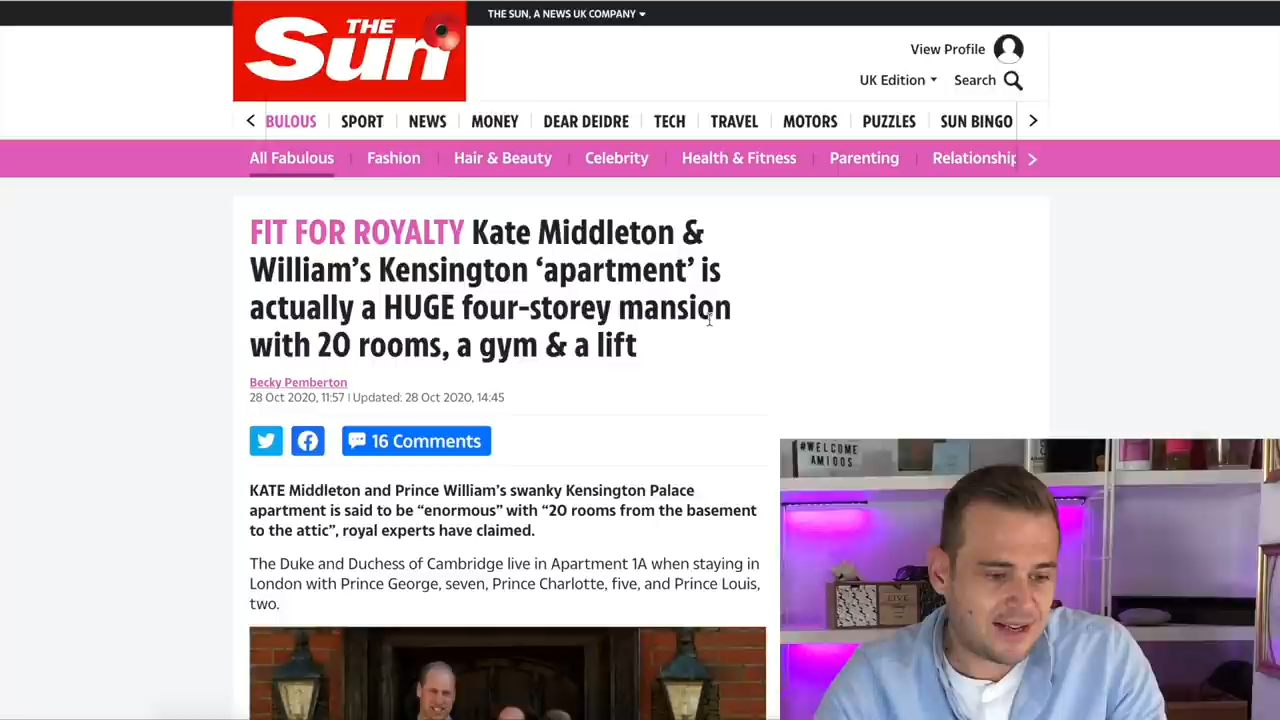 THE SUN, A NEWS UK COMPANY
THE
Sun
View Profile
UK Edition
Search
BULOUS
SPORT
NEWS
MONEY
DEAR DEIDRE
TECH
TRAVEL
MOTORS
PUZZLES
SUN BINGO
All Fabulous
Fashion
Hair & Beauty
Celebrity
Health & Fitness
Parenting
Relationship
FIT FOR ROYALTY Kate Middleton &
William’s Kensington ‘apartment’ is
actually a HUGE four-storey mansion
with 20 rooms, a gym & a lift
Becky Pemberton
28 Oct 2020, 11:57 | Updated: 28 Oct 2020, 14:45
16 Comments
KATE Middleton and Prince William’s swanky Kensington Palace
apartment is said to be “enormous” with “20 rooms from the basement
to the attic”, royal experts have claimed.
The Duke and Duchess of Cambridge live in Apartment 1A when staying in
London with Prince George, seven, Prince Charlotte, five, and Prince Louis,
two.
#WELCOME
AMIGOS
LIVE